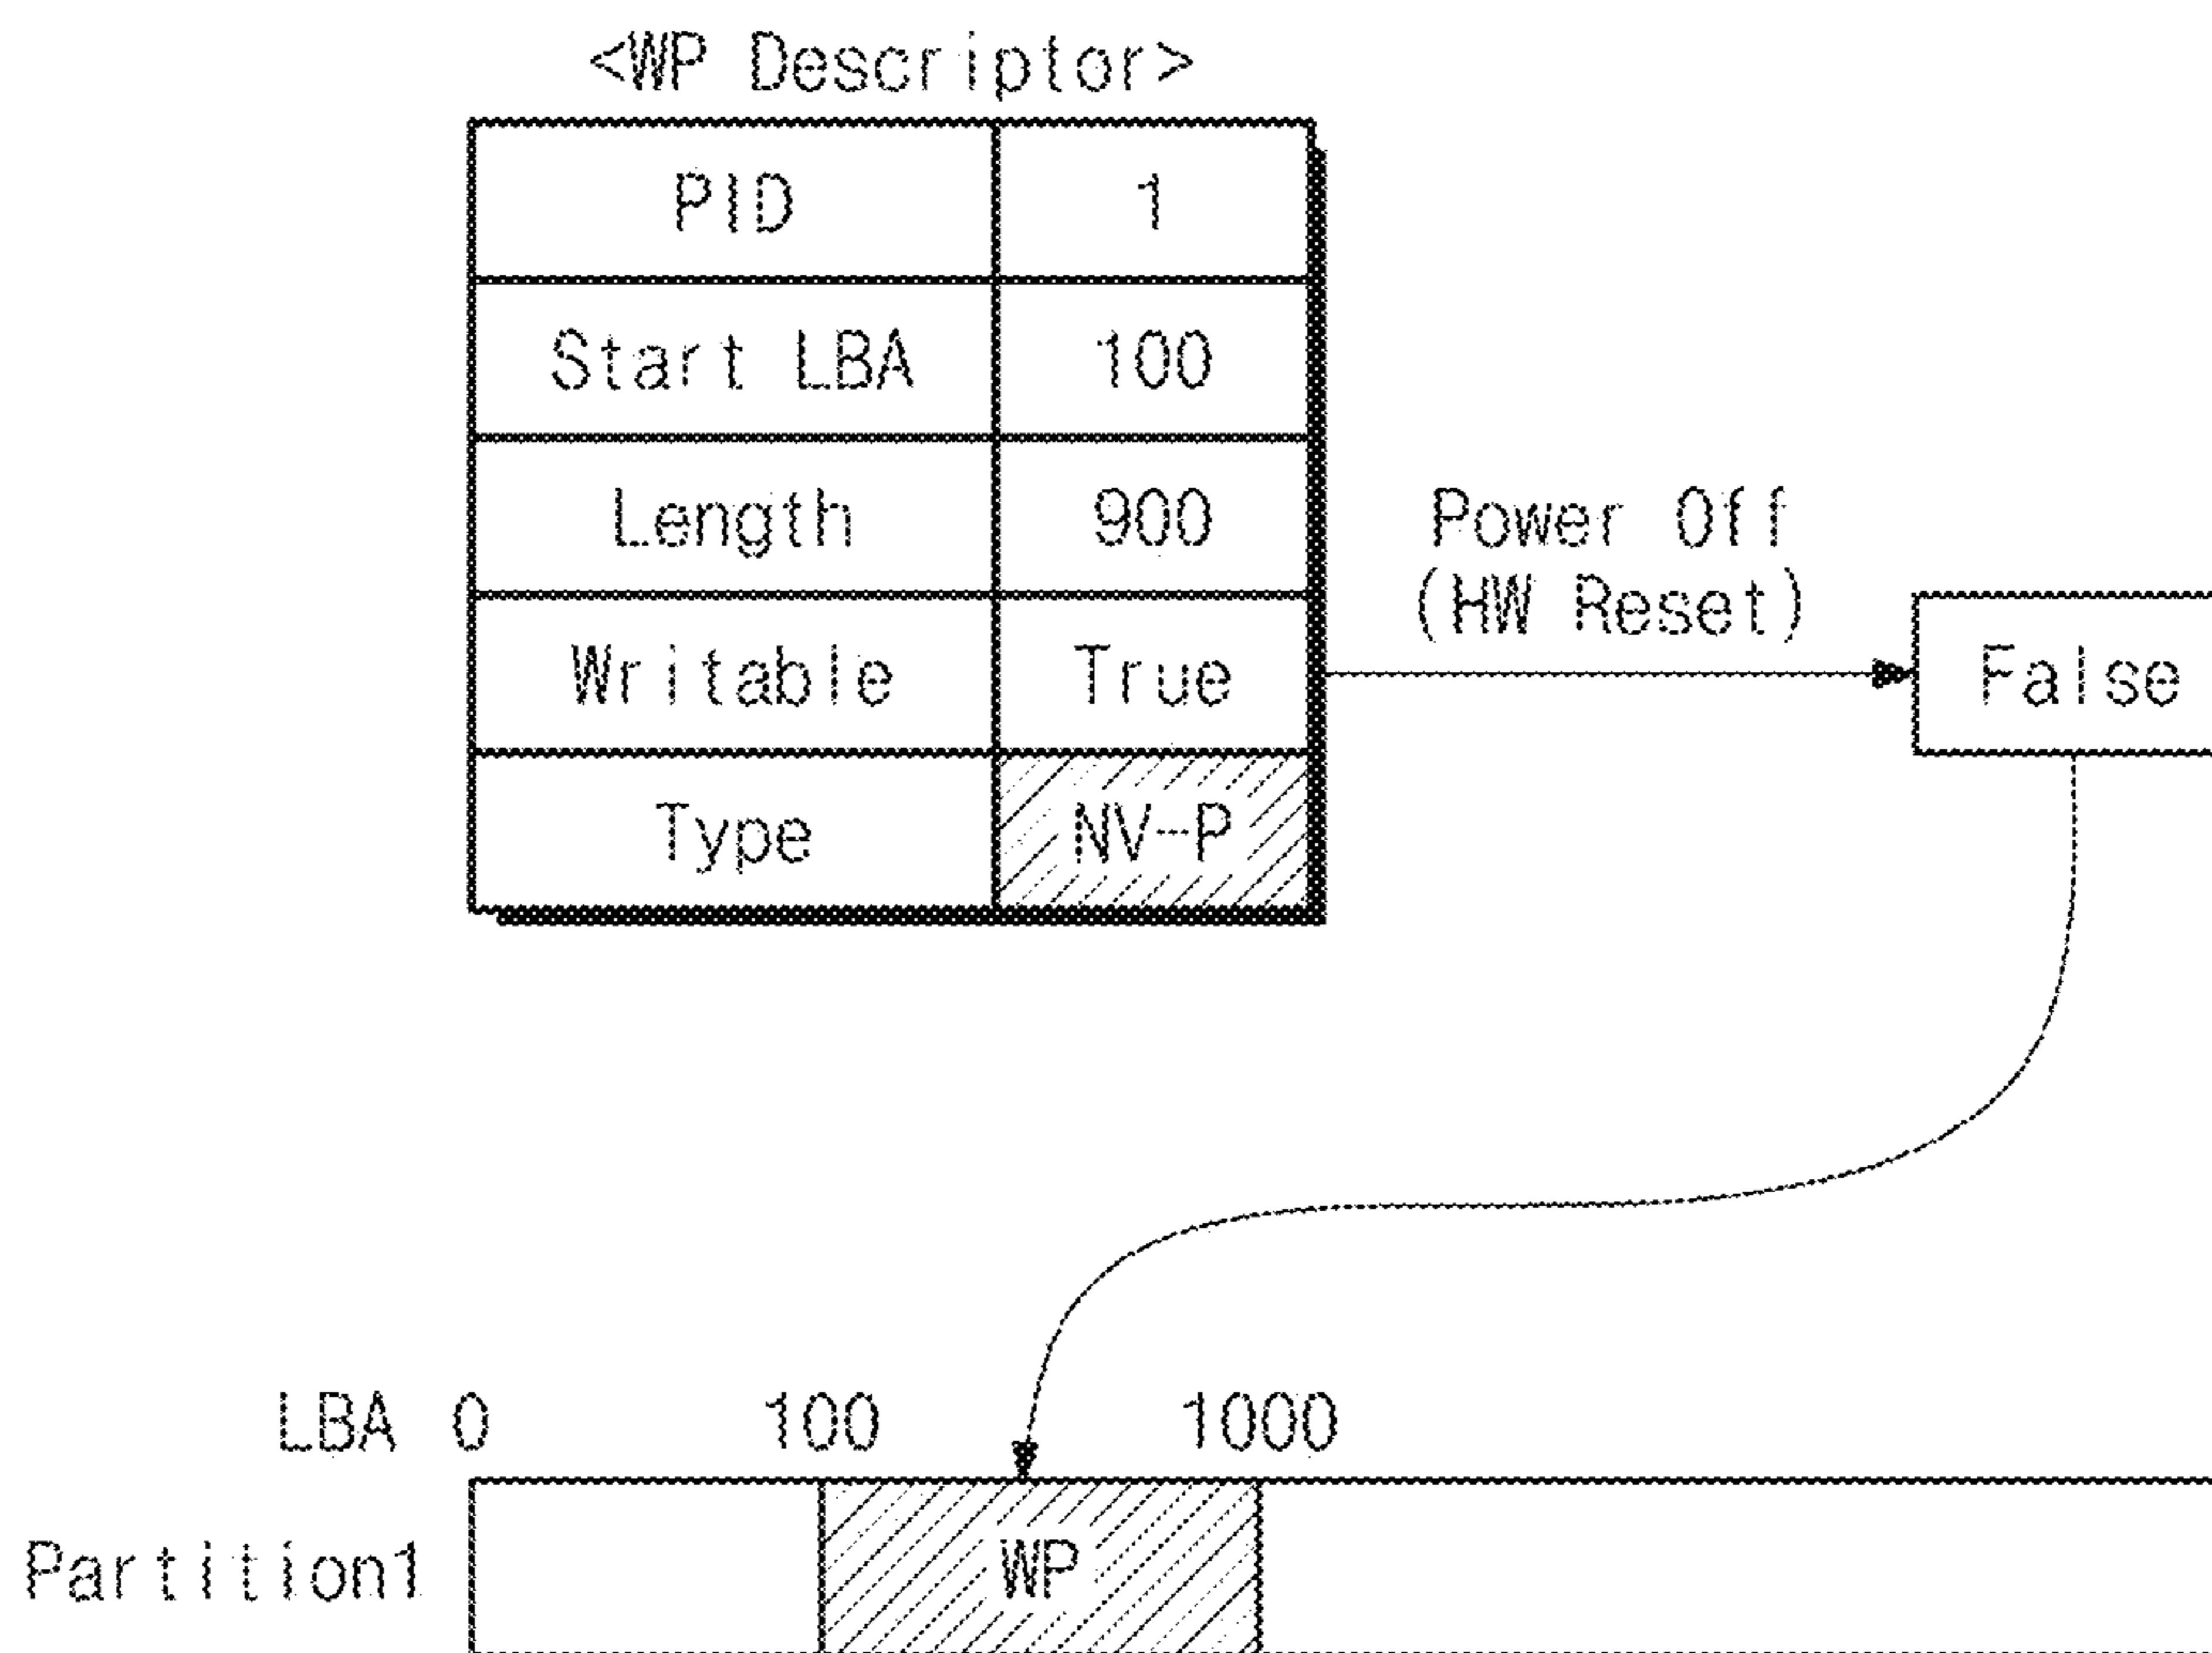 <WP Descriptor>
PID 1
Start LBA 100
Length 900
Power Off
(HW Reset)
Writable True
False
Type NV-P
LBA 0 100 1000
Partition1 WP